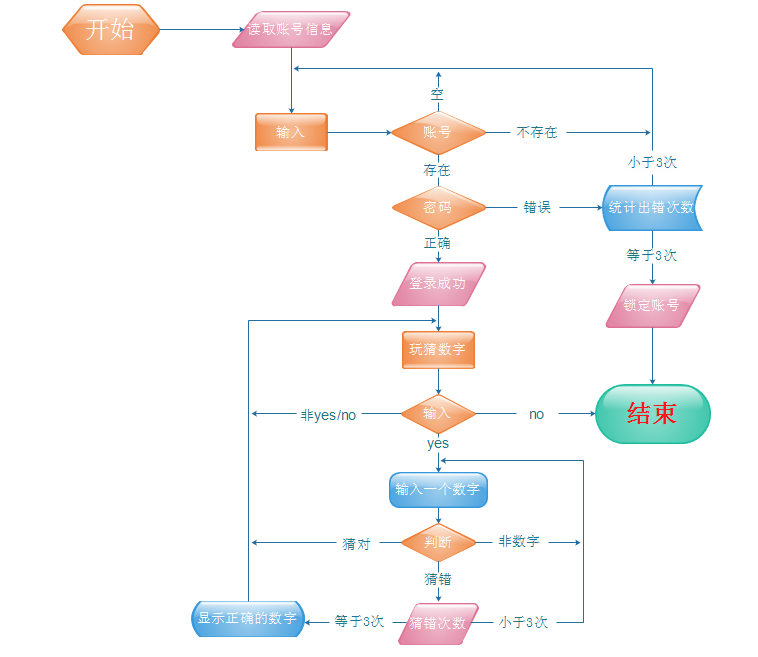 开始
读取账号信息
空
输入
账号
不存在
小于3次
存在
密码
错误
统计出错次数
正确
等于3次
登录成功
锁定账号
玩猜数字
非yes/no
输入
no
结束
yes
输入一个数字
猜对
判断
非数字
猜错
显示正确的数字
等于3次
猜错次数
小于3次